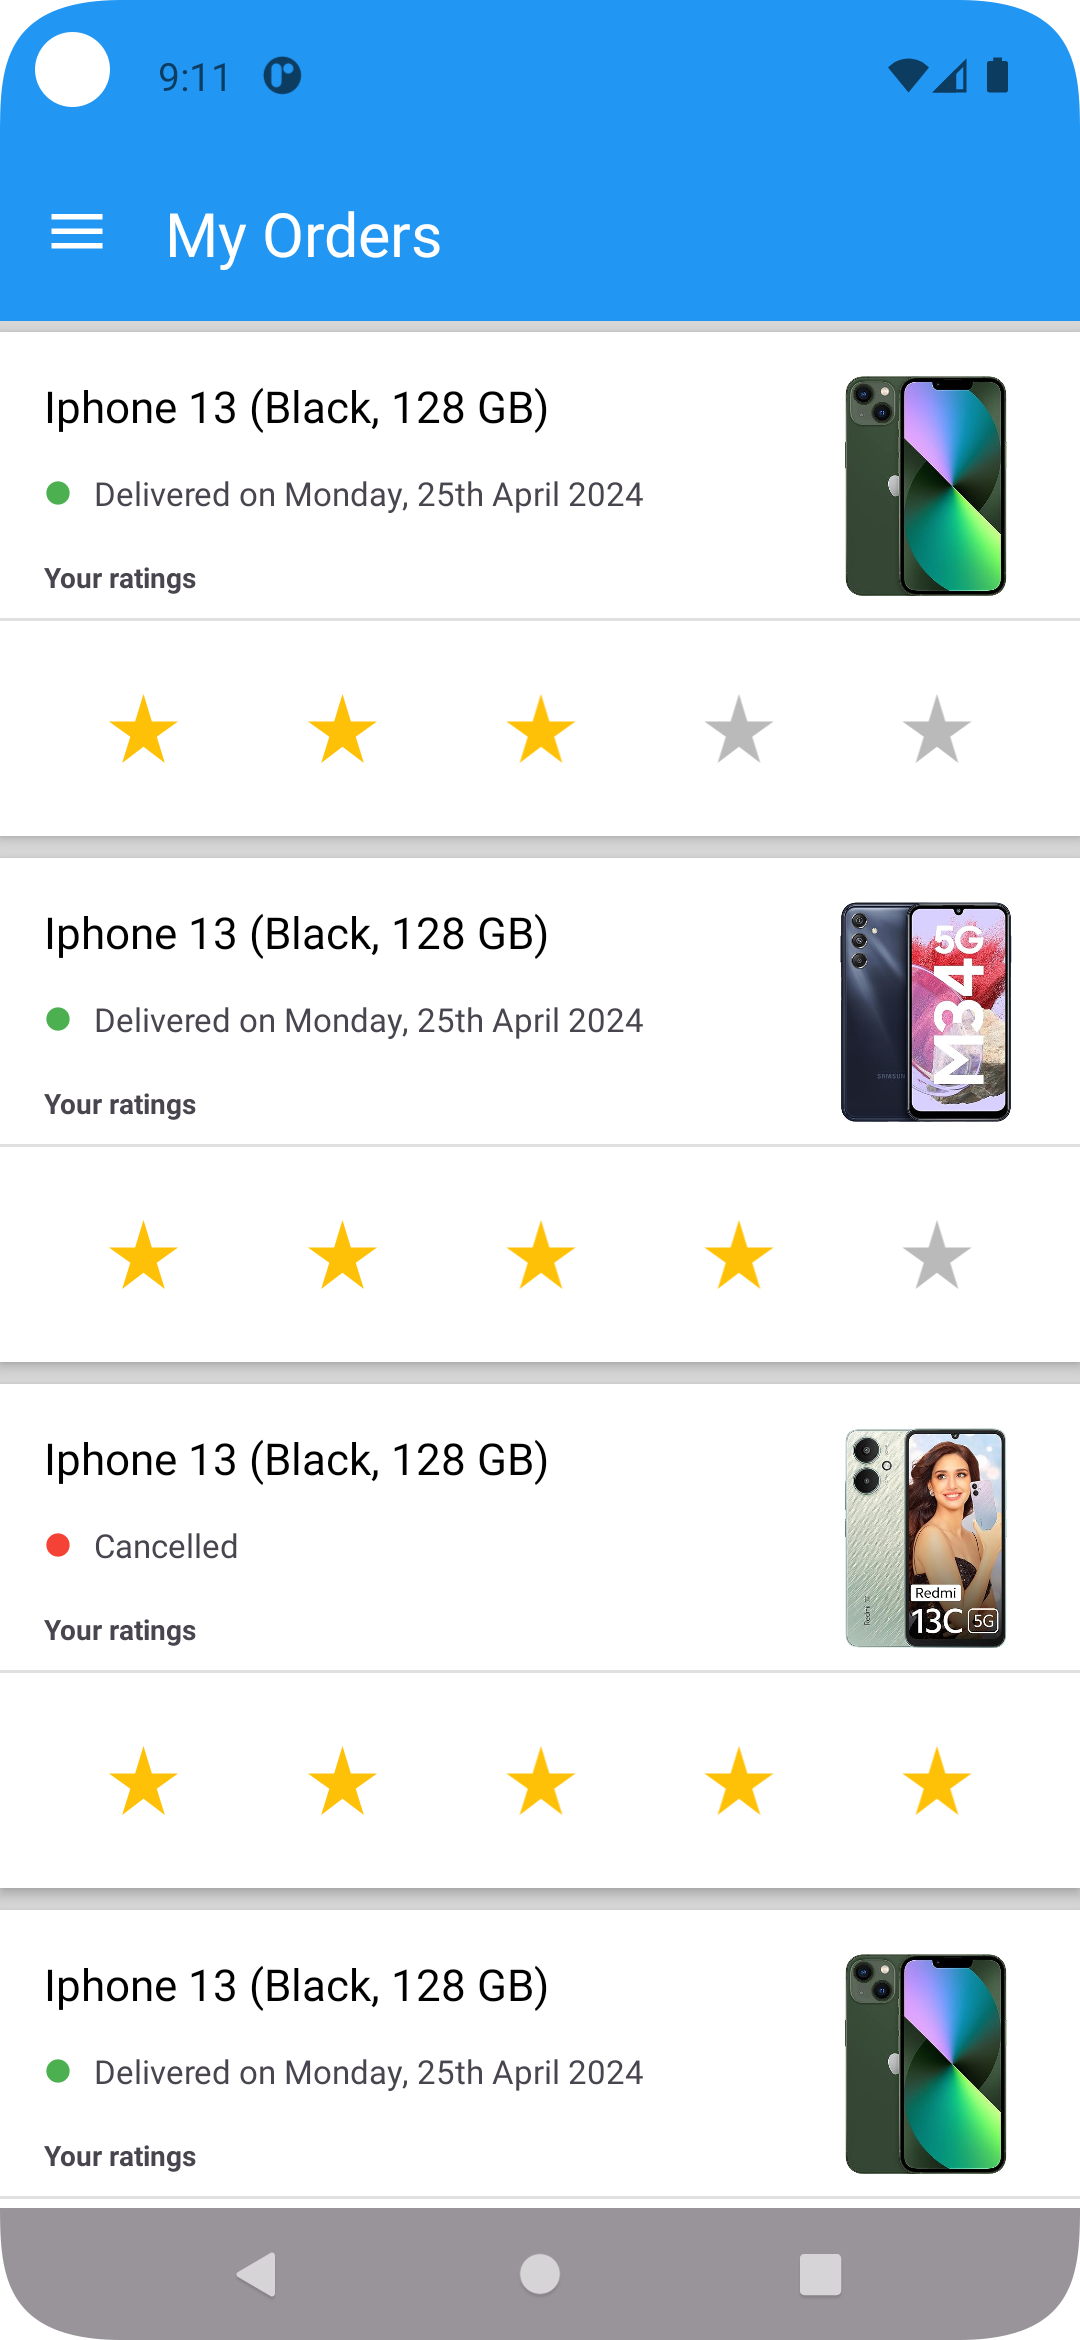 9:11
My Orders
Iphone 13 (Black, 128 GB)
Delivered on Monday, 25th April 2024
Your ratings
Iphone 13 (Black, 128 GB)
Delivered on Monday, 25th April 2024
Your ratings
5G
M34
SAMSUNG
Iphone 13 (Black, 128 GB)
Cancelled
Your ratings
Redmi
Redmi
13C 5G
Iphone 13 (Black, 128 GB)
Delivered on Monday, 25th April 2024
Your ratings